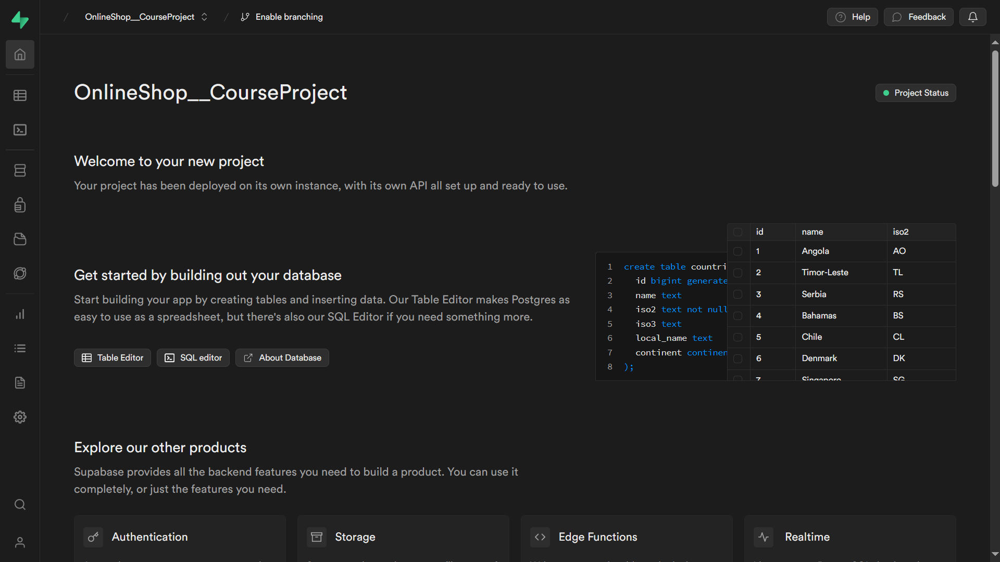 / OnlineShop__CourseProject / Enable branching Help Feedback
OnlineShop__CourseProject
Project Status
Welcome to your new project
Your project has been deployed on its own instance, with its own API all set up and ready to use.
Get started by building out your database
Start building your app by creating tables and inserting data. Our Table Editor makes Postgres as
easy to use as a spreadsheet, but there's also our SQL Editor if you need something more.
Table Editor SQL editor About Database
1 create table countri
2 id bigint generate
3 name text
4 iso2 text not null
5 iso3 text
6 local_name text
7 continent continen
8 );
id name iso2
1 Angola AO
2 Timor-Leste TL
3 Serbia RS
4 Bahamas BS
5 Chile CL
6 Denmark DK
7 Singapore SG
Explore our other products
Supabase provides all the backend features you need to build a product. You can use it
completely, or just the features you need.
Authentication
Storage
Edge Functions
Realtime